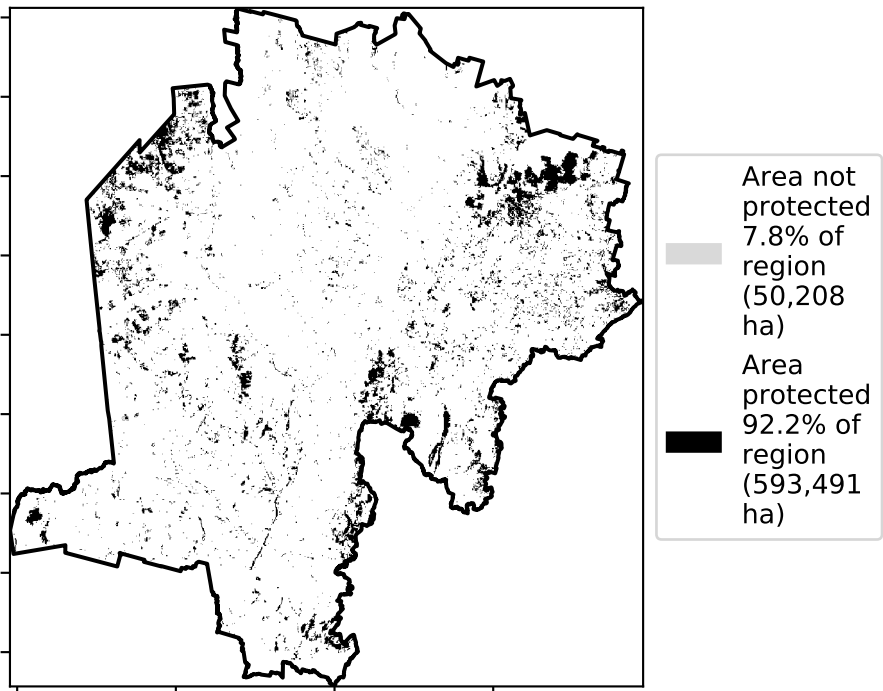 Area not
protected
7.8% of
region
(50,208
ha)
Area
protected
92.2% of
region
(593,491
ha)